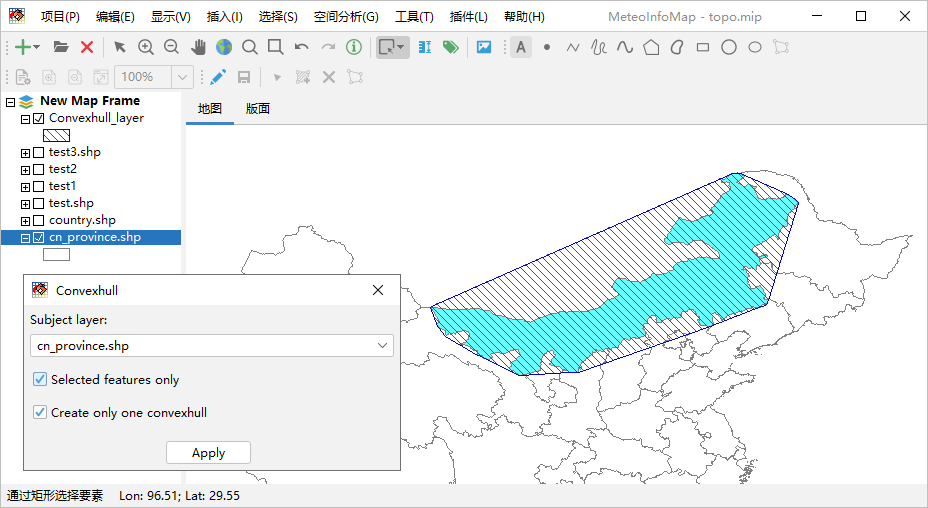 项目(P) 编辑(E) 显示(V) 插入(I) 选择(S) 空间分析(G) 工具(T) 插件(L) 帮助(H) MeteoInfoMap - topo.mip
A
100%
New Map Frame
地图 版面
Convexhull_layer
test3.shp
test2
test1
test.shp
country.shp
cn_province.shp
Convexhull
Subject layer:
cn_province.shp
Selected features only
Create only one convexhull
Apply
通过矩形选择要素 Lon: 96.51; Lat: 29.55